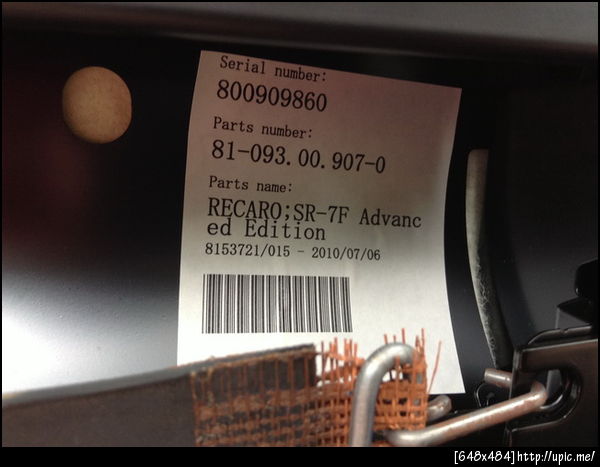 Serial number:
800909860
Parts number:
81-093.00.907-0
Parts name:
RECARO;SR-7F Advanc
ed Edition
8153721/015 - 2010/07/06
[648x484]http://upic.me/